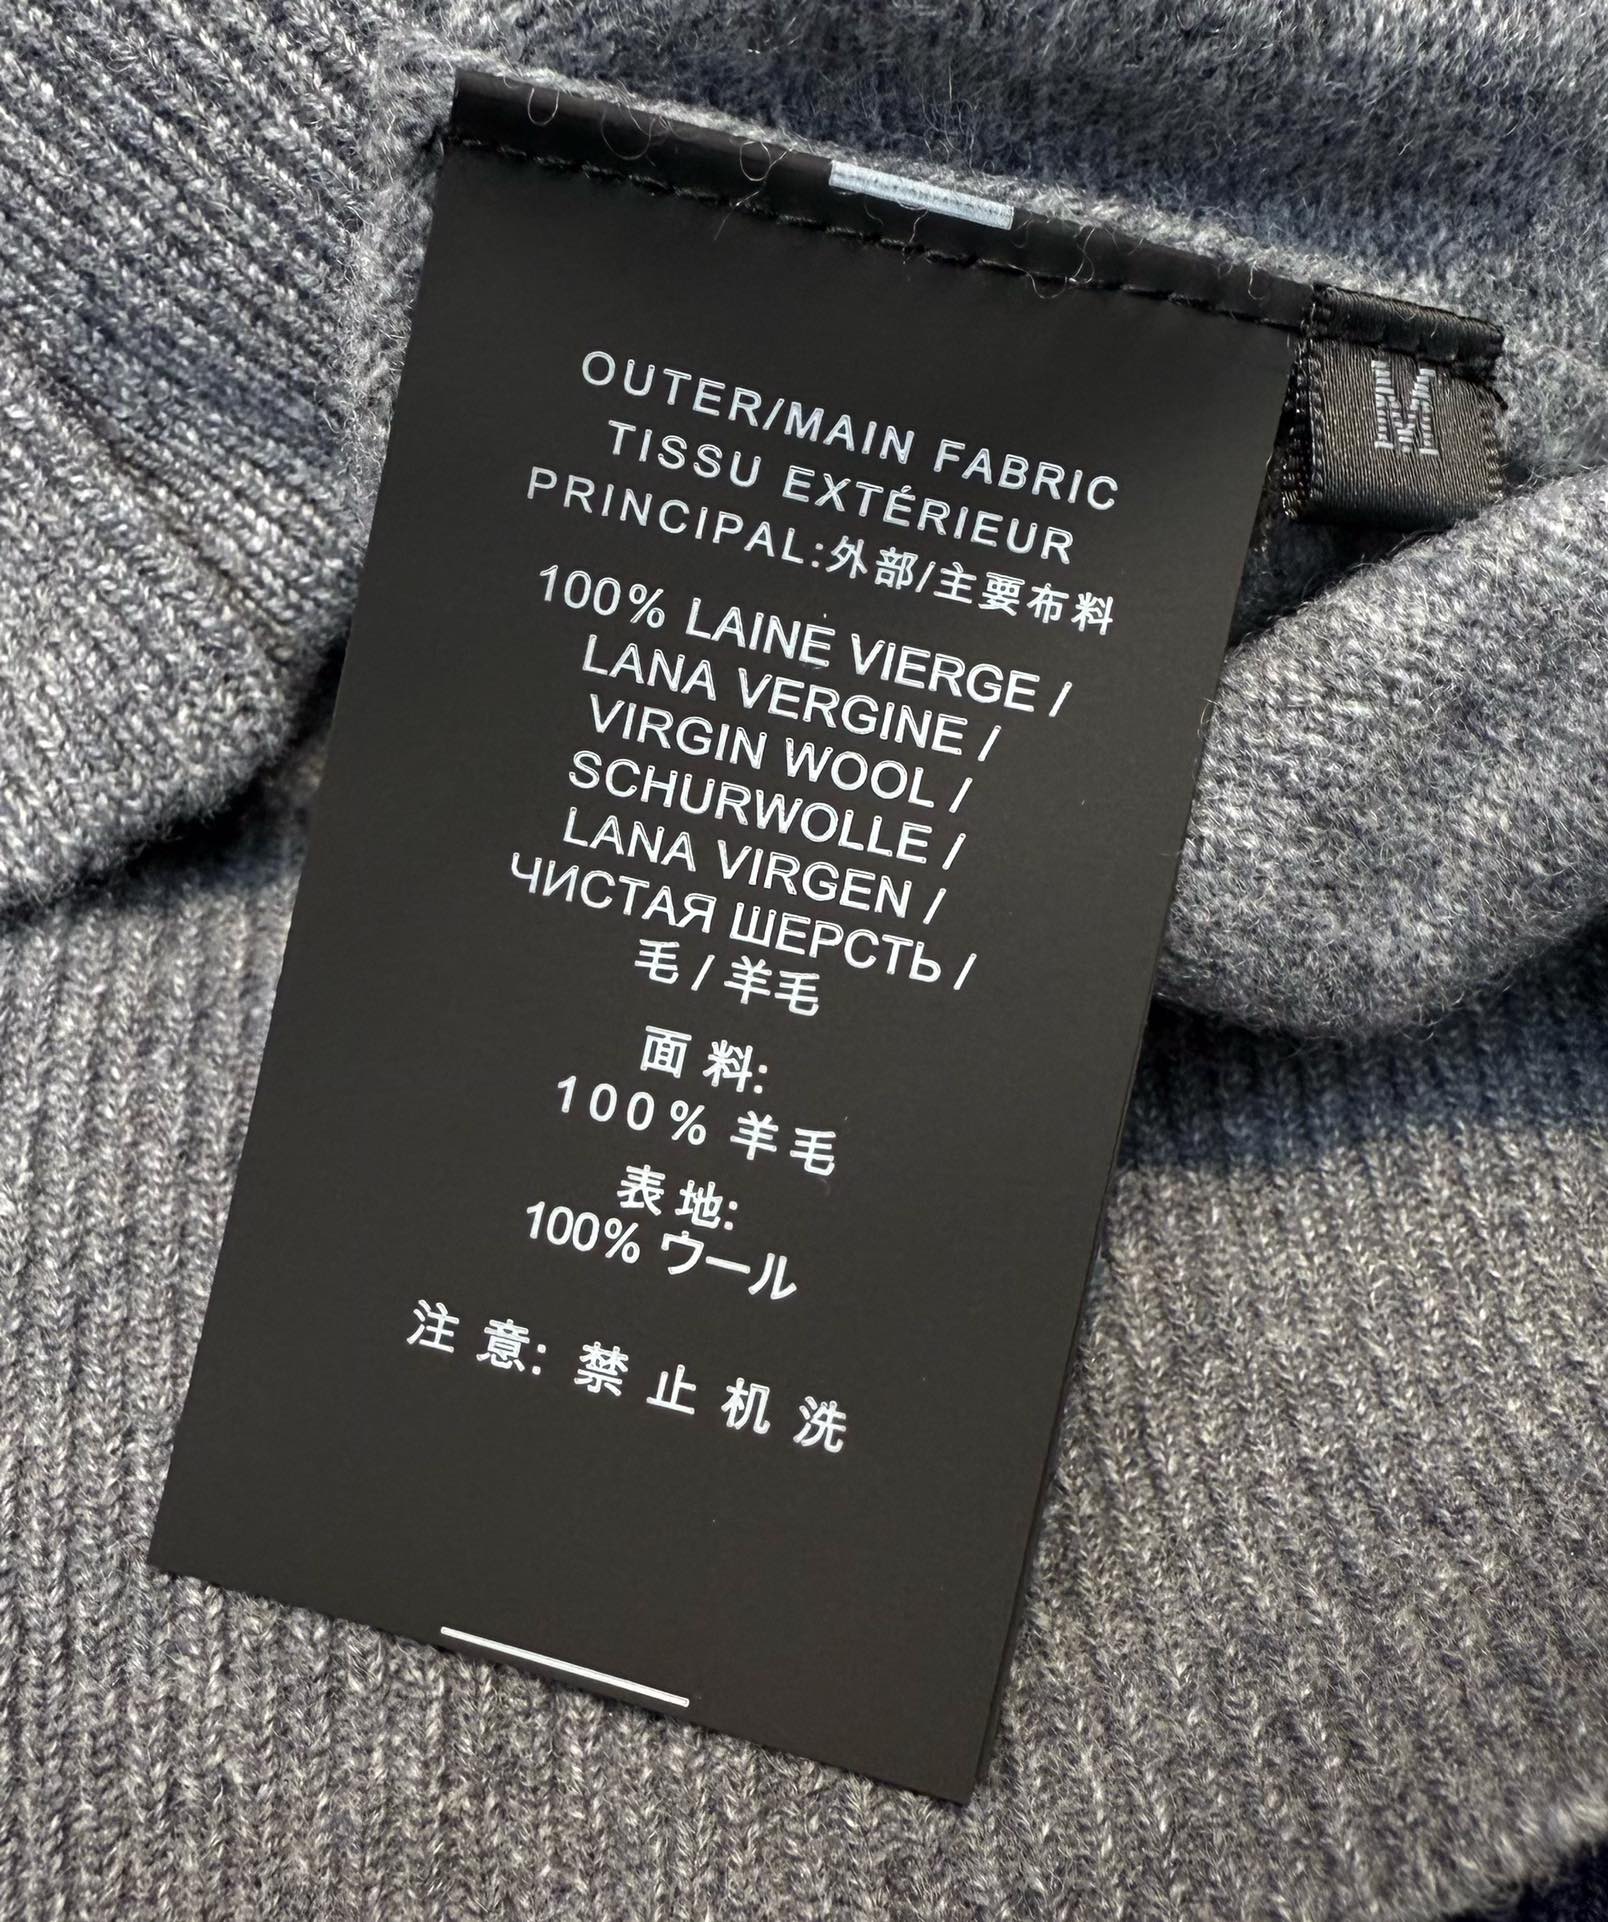 OUTER/MAIN FABRIC
TISSU EXTÉRIEUR
PRINCIPAL:外部/主要布料
100% LAINE VIERGE /
LANA VERGINE /
VIRGIN WOOL /
SCHURWOLLE /
LANA VIRGEN /
ЧИСТАЯ ШЕРСТЬ /
毛 / 羊毛
面 料:
100% 羊毛
表 地:
100% ウール
注 意: 禁 止 机 洗
M